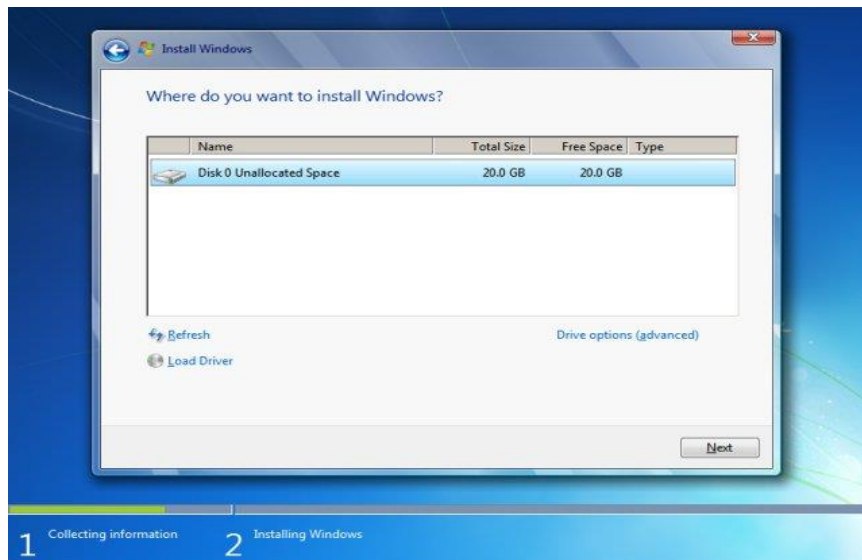 Install Windows
Where do you want to install Windows?
Name Total Size Free Space Type
Disk 0 Unallocated Space 20.0 GB 20.0 GB
Refresh Drive options (advanced)
Load Driver
Next
1 Collecting information 2 Installing Windows